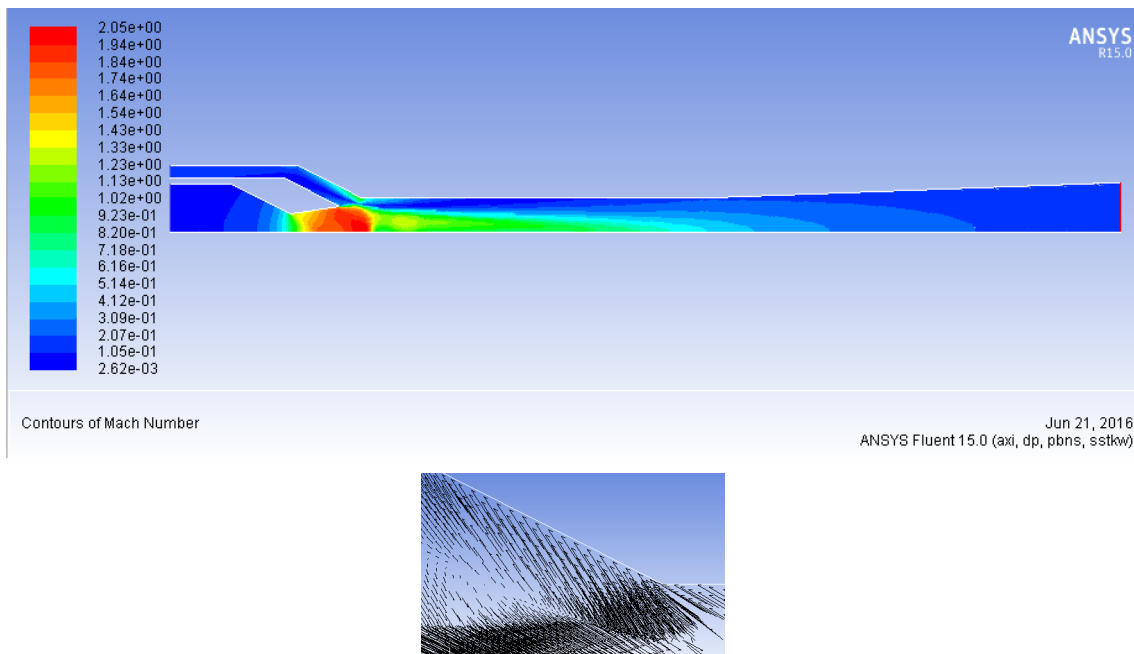 2.05e+00
1.94e+00
1.84e+00
1.74e+00
1.64e+00
1.54e+00
1.43e+00
1.33e+00
1.23e+00
1.13e+00
1.02e+00
9.23e-01
8.20e-01
7.18e-01
6.16e-01
5.14e-01
4.12e-01
3.09e-01
2.07e-01
1.05e-01
2.62e-03
ANSYS
R15.0
Contours of Mach Number
Jun 21, 2016
ANSYS Fluent 15.0 (axi, dp, pbns, sstkw)